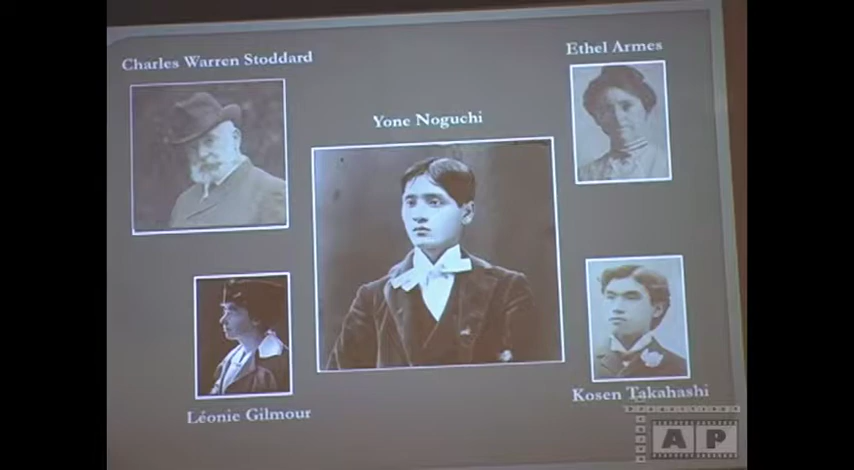 Charles Warren Stoddard
Ethel Armes
Yone Noguchi
Léonie Gilmour
Kosen Takahashi
AP